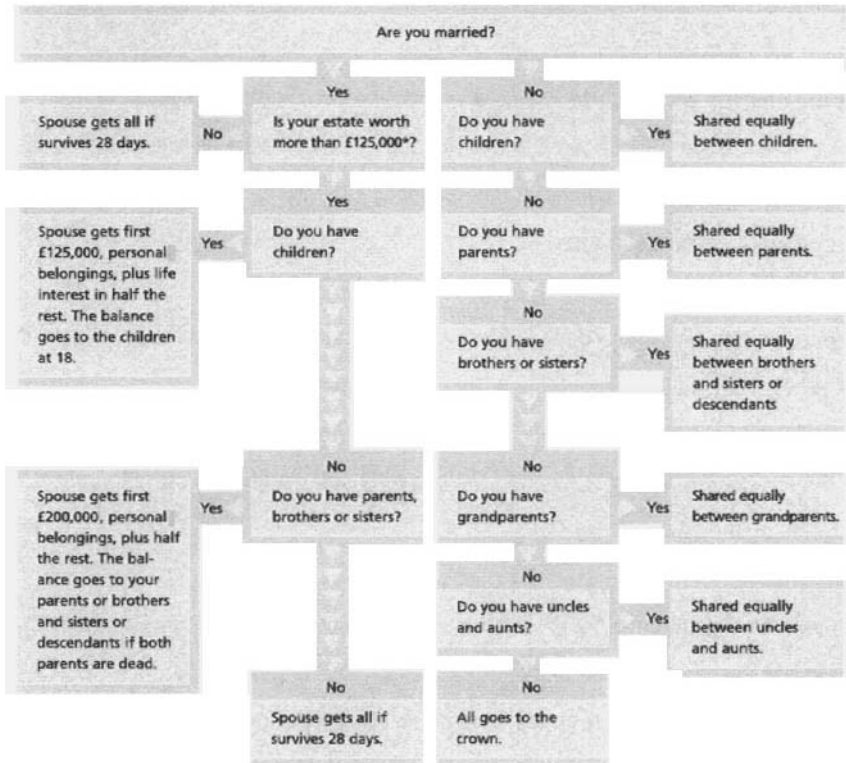 Are you married?
Yes
No
Spouse gets all if
survives 28 days.
No
Is your estate worth
more than £125,000*?
Do you have
children?
Yes
Shared equally
between children.
Yes
No
Spouse gets first
£125,000, personal
belongings, plus life
interest in half the
rest. The balance
goes to the children
at 18.
Yes
Do you have
children?
Do you have
parents?
Yes
Shared equally
between parents.
No
Do you have
brothers or sisters?
Yes
Shared equally
between brothers
and sisters or
descendants
No
No
Spouse gets first
£200,000, personal
belongings, plus half
the rest. The bal-
ance goes to your
parents or brothers
and sisters or
descendants if both
parents are dead.
Yes
Do you have parents,
brothers or sisters?
Do you have
grandparents?
Yes
Shared equally
between grandparents.
No
Do you have uncles
and aunts?
Yes
Shared equally
between uncles
and aunts.
No
No
Spouse gets all if
survives 28 days.
All goes to the
crown.